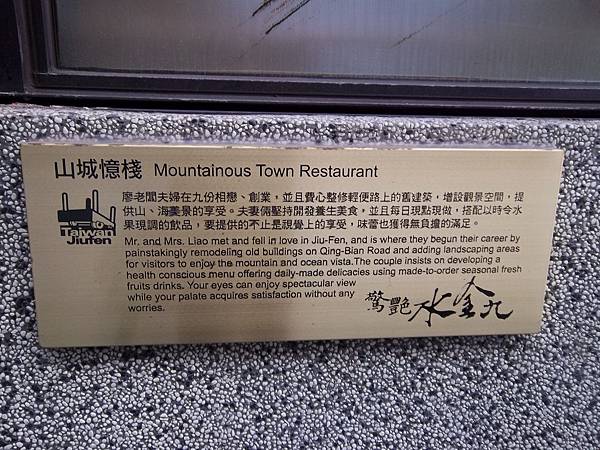 山城憶棧 Mountainous Town Restaurant
廖老闆夫婦在九份相戀、創業，並且費心整修輕便路上的舊建築，增設觀景空間，提
供山、海美景的享受。夫妻倆堅持開發養生美食，並且每日現點現做，搭配以時令水
果現調的飲品，要提供的不止是視覺上的享受，味蕾也獲得無負擔的滿足。
Taiwan
Jiufen
Mr. and Mrs. Liao met and fell in love in Jiu-Fen, and is where they begun their career by
painstakingly remodeling old buildings on Qing-Bian Road and adding landscaping areas
for visitors to enjoy the mountain and ocean vista.The couple insists on developing a
health conscious menu offering daily-made delicacies using made-to-order seasonal fresh
fruits drinks. Your eyes can enjoy spectacular view
while your palate acquires satisfaction without any
worries.
驚艷水金九